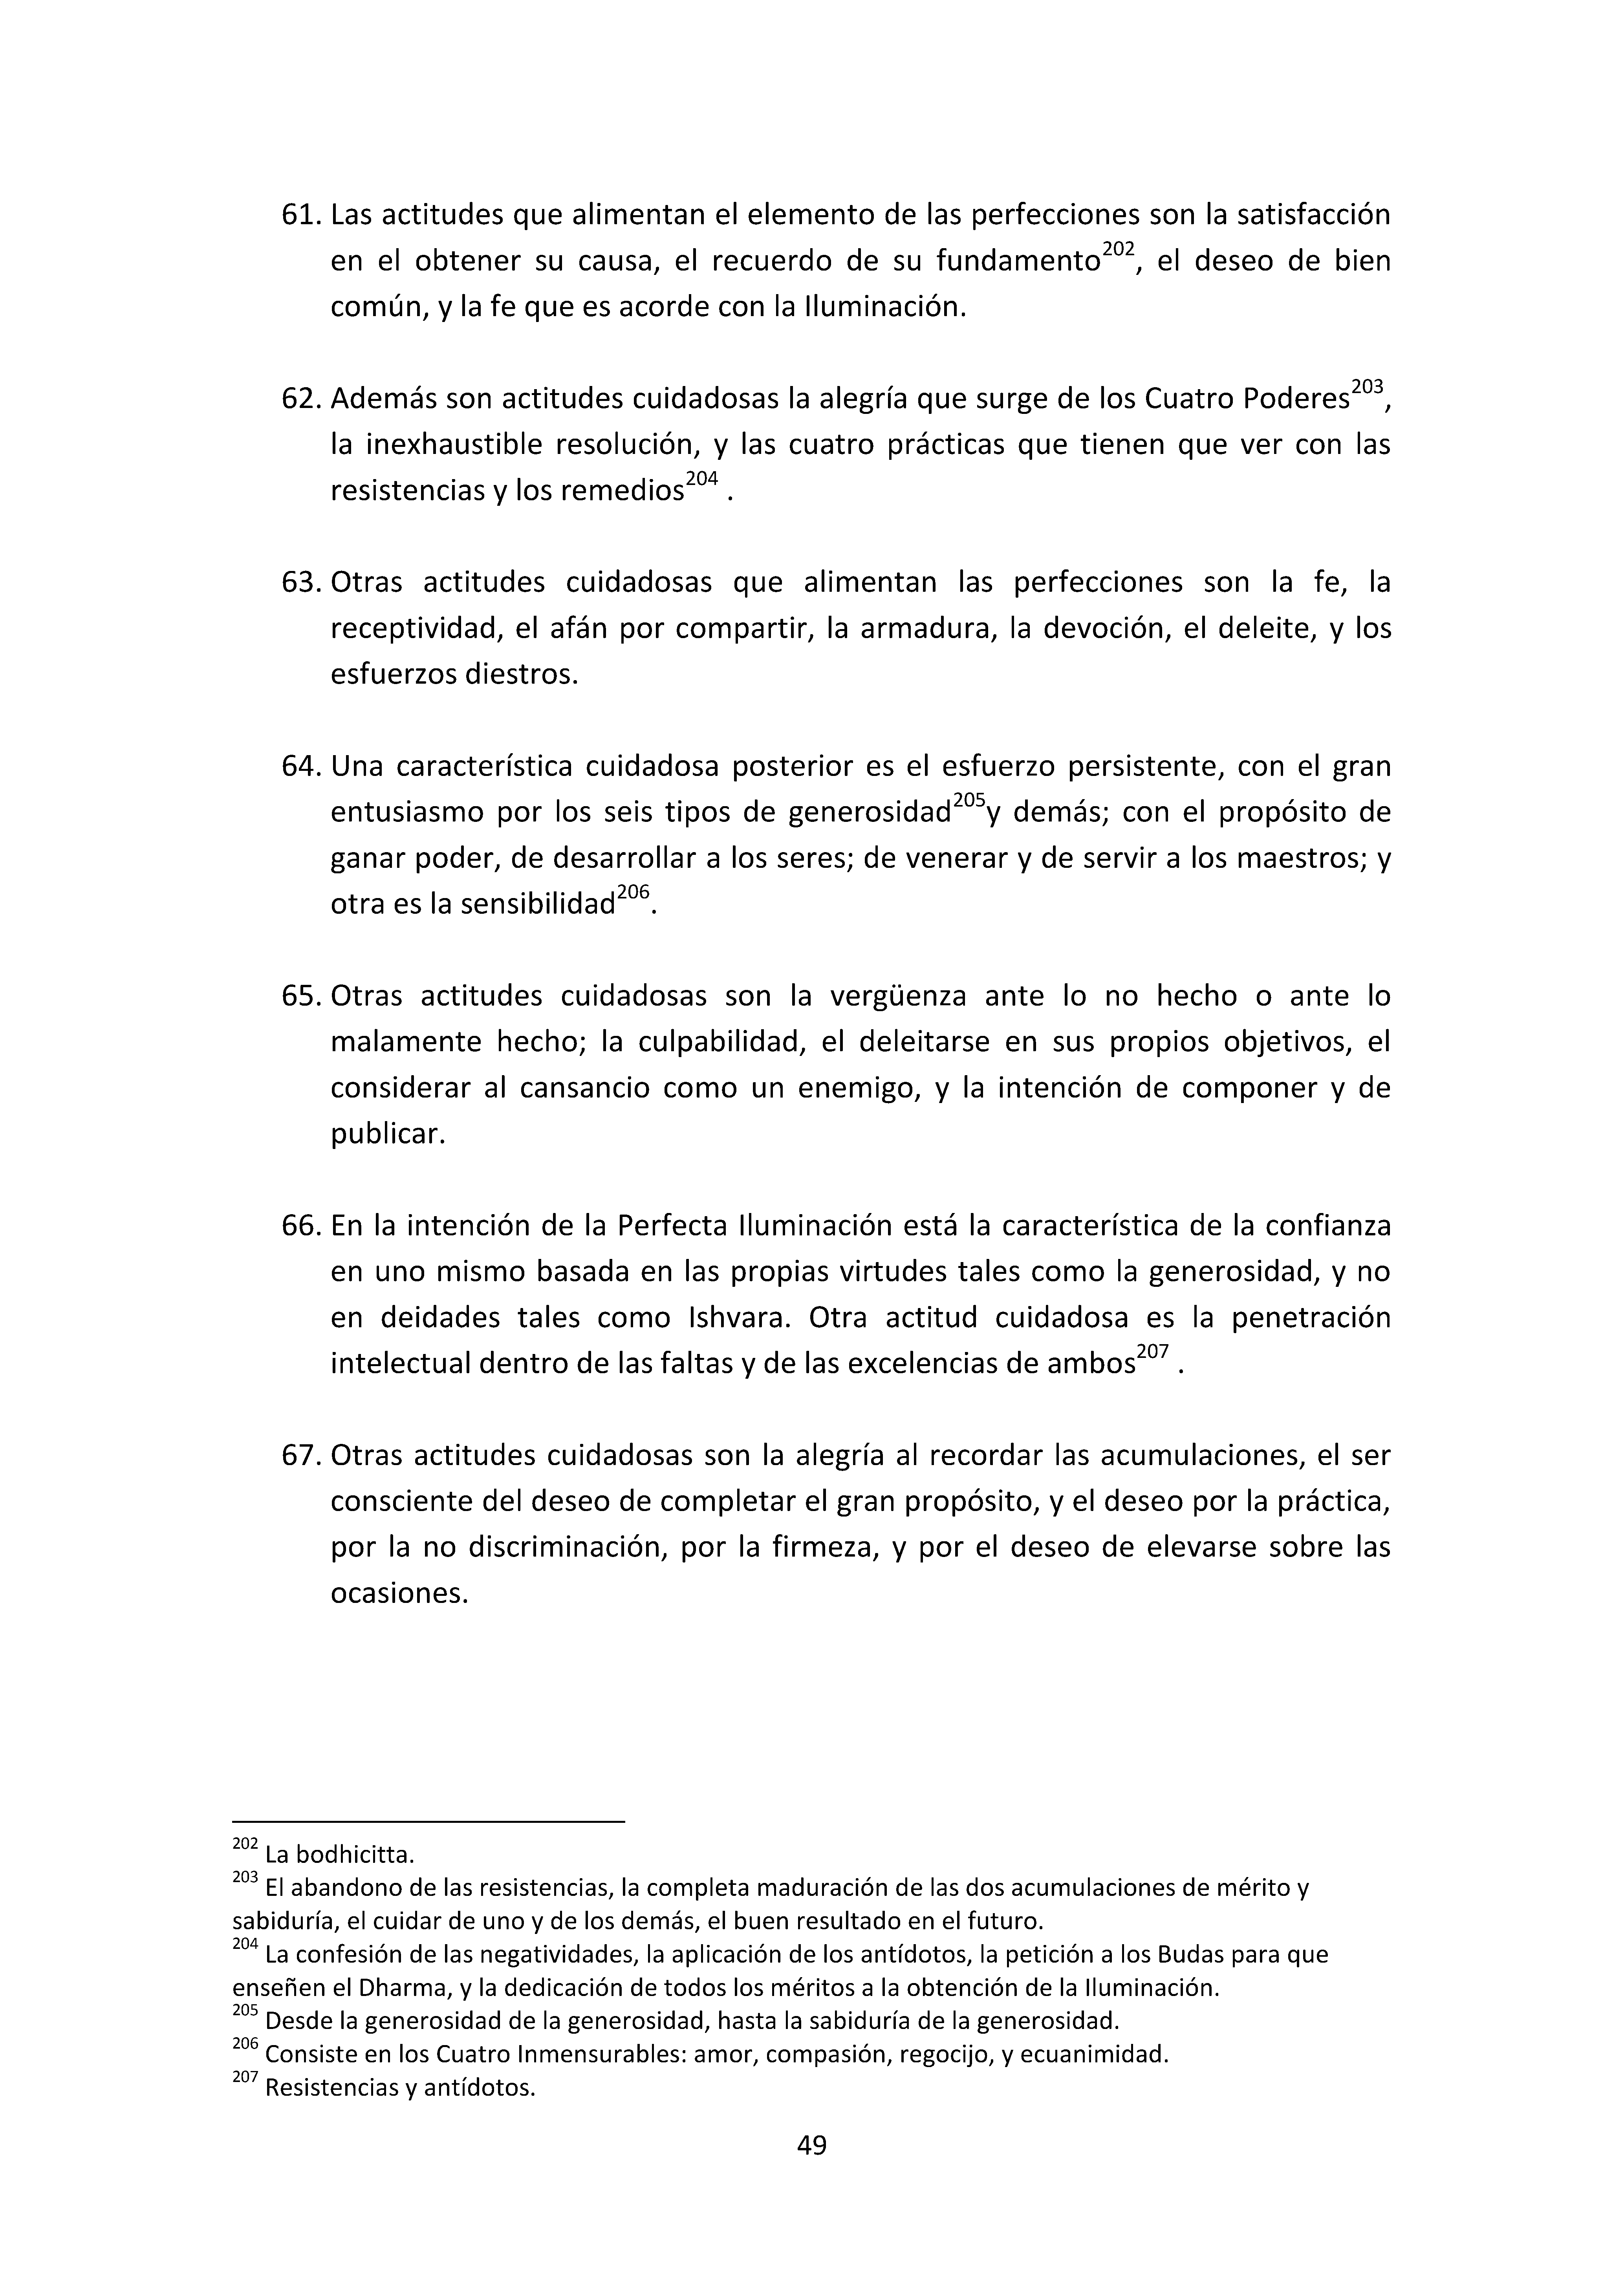 61. Las actitudes que alimentan el elemento de las perfecciones son la satisfacción
en el obtener su causa, el recuerdo de su fundamento202, el deseo de bien
común, y la fe que es acorde con la Iluminación.
62. Además son actitudes cuidadosas la alegría que surge de los Cuatro Poderes203,
la inexhaustible resolución, y las cuatro prácticas que tienen que ver con las
resistencias y los remedios204 .
63. Otras actitudes cuidadosas que alimentan las perfecciones son la fe, la
receptividad, el afán por compartir, la armadura, la devoción, el deleite, y los
esfuerzos diestros.
64. Una característica cuidadosa posterior es el esfuerzo persistente, con el gran
entusiasmo por los seis tipos de generosidad205y demás; con el propósito de
ganar poder, de desarrollar a los seres; de venerar y de servir a los maestros; y
otra es la sensibilidad206.
65. Otras actitudes cuidadosas son la vergüenza ante lo no hecho o ante lo
malamente hecho; la culpabilidad, el deleitarse en sus propios objetivos, el
considerar al cansancio como un enemigo, y la intención de componer y de
publicar.
66. En la intención de la Perfecta Iluminación está la característica de la confianza
en uno mismo basada en las propias virtudes tales como la generosidad, y no
en deidades tales como Ishvara. Otra actitud cuidadosa es la penetración
intelectual dentro de las faltas y de las excelencias de ambos207 .
67. Otras actitudes cuidadosas son la alegría al recordar las acumulaciones, el ser
consciente del deseo de completar el gran propósito, y el deseo por la práctica,
por la no discriminación, por la firmeza, y por el deseo de elevarse sobre las
ocasiones.
202 La bodhicitta.
203 El abandono de las resistencias, la completa maduración de las dos acumulaciones de mérito y
sabiduría, el cuidar de uno y de los demás, el buen resultado en el futuro.
204 La confesión de las negatividades, la aplicación de los antídotos, la petición a los Budas para que
enseñen el Dharma, y la dedicación de todos los méritos a la obtención de la Iluminación.
205 Desde la generosidad de la generosidad, hasta la sabiduría de la generosidad.
206 Consiste en los Cuatro Inmensurables: amor, compasión, regocijo, y ecuanimidad.
207 Resistencias y antídotos.
49